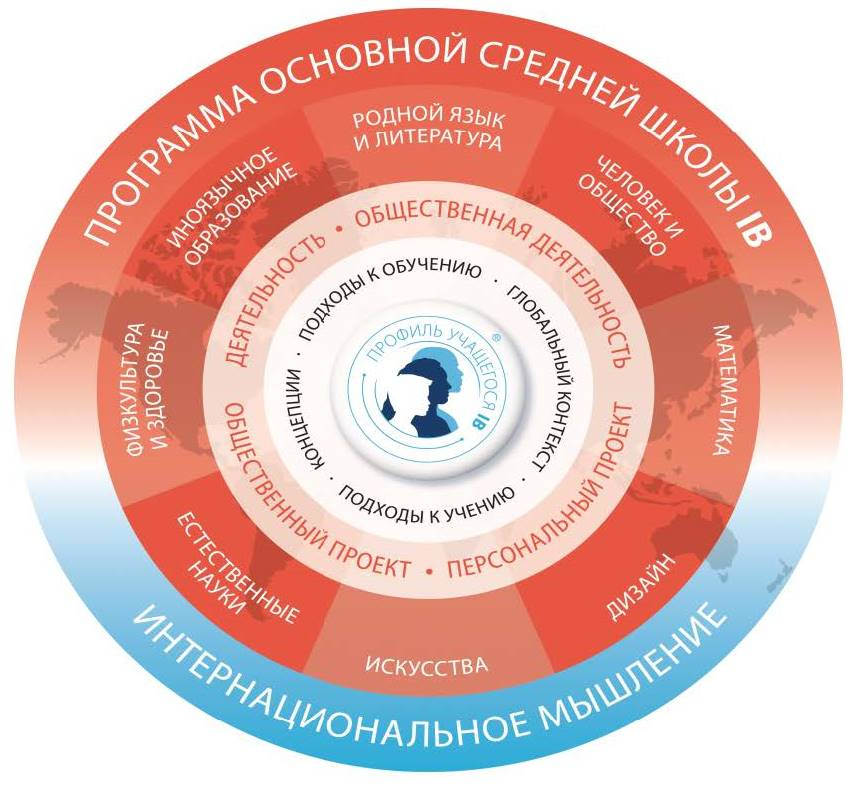 ПРОГРАММА ОСНОВНОЙ СРЕДНЕЙ ШКОЛЫ IB
РОДНОЙ ЯЗЫК
И ЛИТЕРАТУРА
ЧЕЛОВЕК И
ОБЩЕСТВО
МАТЕМАТИКА
ДИЗАЙН
ИСКУССТВА
ЕСТЕСТВЕННЫЕ
НАУКИ
ФИЗКУЛЬТУРА
И ЗДОРОВЬЕ
ИНОЯЗЫЧНОЕ
ОБРАЗОВАНИЕ
ДЕЯТЕЛЬНОСТЬ • ОБЩЕСТВЕННАЯ ДЕЯТЕЛЬНОСТЬ
ОБЩЕСТВЕННЫЙ ПРОЕКТ • ПЕРСОНАЛЬНЫЙ ПРОЕКТ
ПОДХОДЫ К ОБУЧЕНИЮ · ГЛОБАЛЬНЫЙ КОНТЕКСТ · ПОДХОДЫ К УЧЕНИЮ · КОНЦЕПЦИИ ·
ПРОФИЛЬ УЧАЩЕГОСЯ IB
®
ИНТЕРНАЦИОНАЛЬНОЕ МЫШЛЕНИЕ